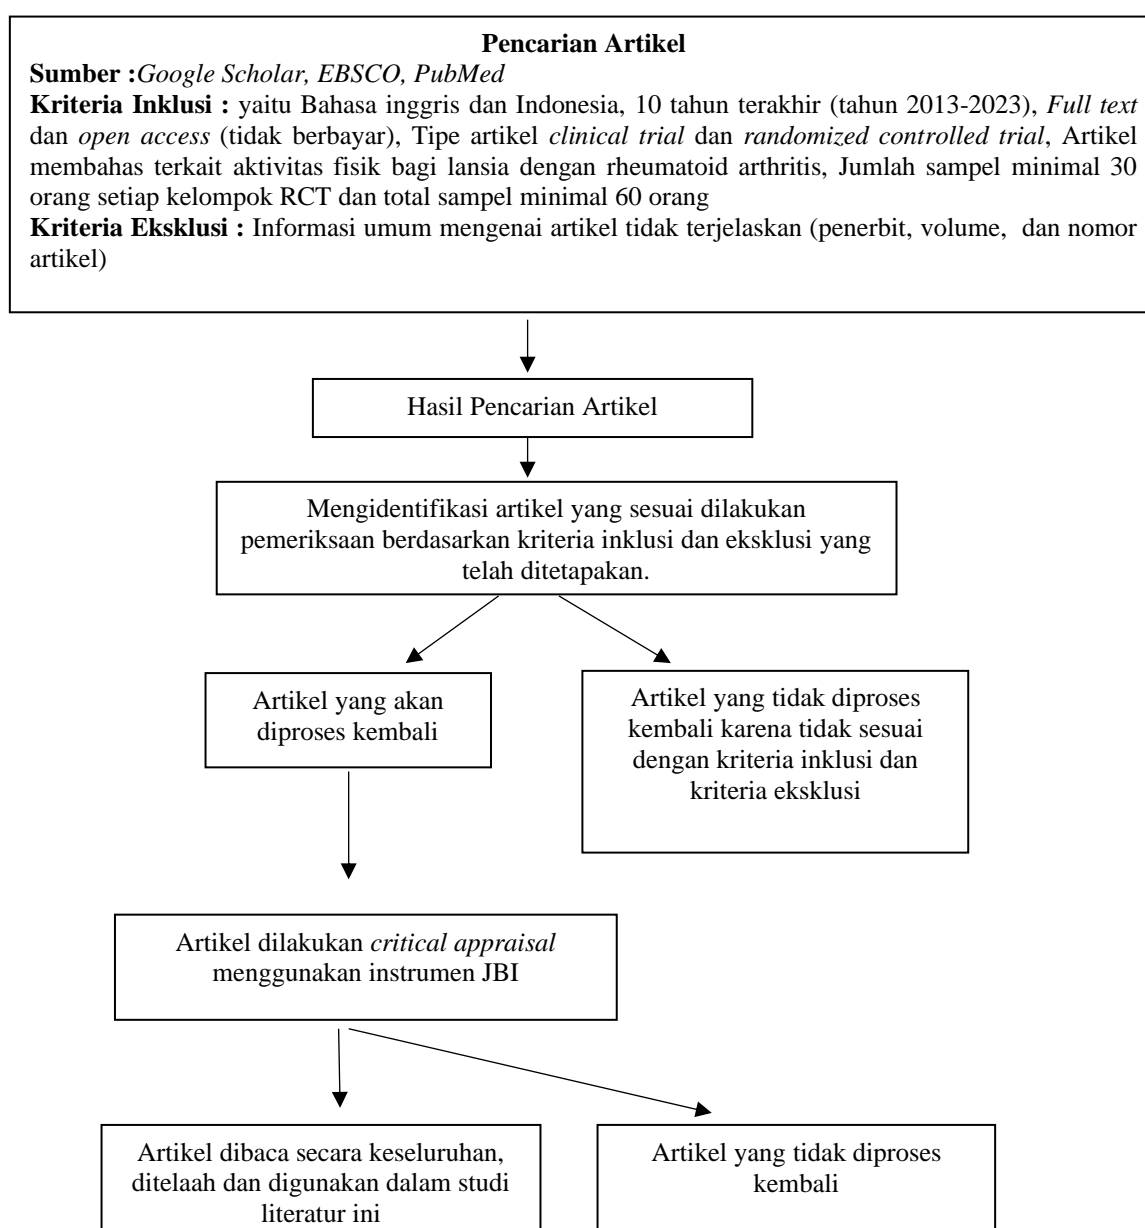 Pencarian Artikel
Sumber :Google Scholar, EBSCO, PubMed
Kriteria Inklusi : yaitu Bahasa inggris dan Indonesia, 10 tahun terakhir (tahun 2013-2023), Full text
dan open access (tidak berbayar), Tipe artikel clinical trial dan randomized controlled trial, Artikel
membahas terkait aktivitas fisik bagi lansia dengan rheumatoid arthritis, Jumlah sampel minimal 30
orang setiap kelompok RCT dan total sampel minimal 60 orang
Kriteria Eksklusi : Informasi umum mengenai artikel tidak terjelaskan (penerbit, volume, dan nomor
artikel)
Hasil Pencarian Artikel
Mengidentifikasi artikel yang sesuai dilakukan
pemeriksaan berdasarkan kriteria inklusi dan eksklusi yang
telah ditetapakan.
Artikel yang akan
diproses kembali
Artikel yang tidak diproses
kembali karena tidak sesuai
dengan kriteria inklusi dan
kriteria eksklusi
Artikel dilakukan critical appraisal
menggunakan instrumen JBI
Artikel dibaca secara keseluruhan,
ditelaah dan digunakan dalam studi
literatur ini
Artikel yang tidak diproses
kembali